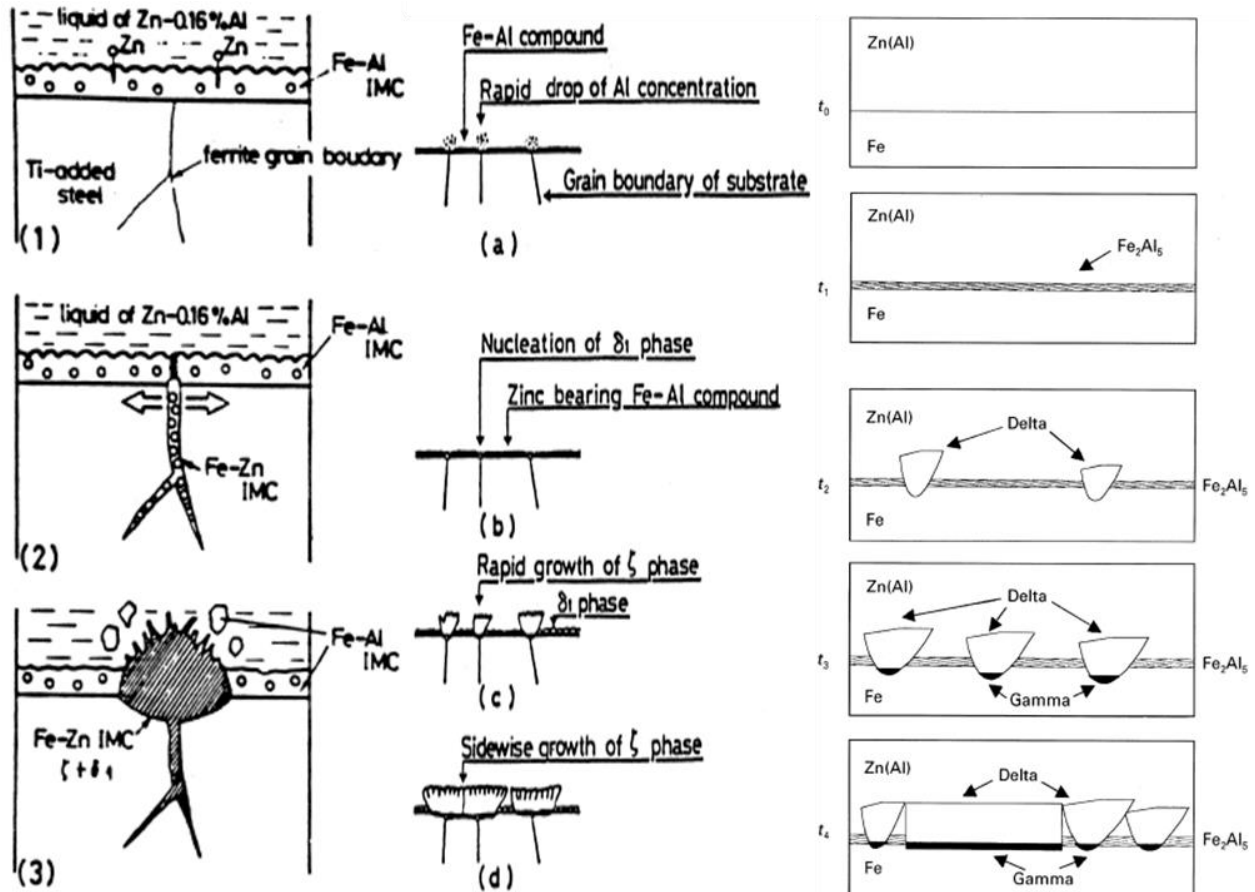 liquid of Zn-0.16%Al
Zn
Zn
Fe-Al
IMC
Ti-added
steel
ferrite grain boudary
(1)
liquid of Zn-0.16%Al
Fe-Al
IMC
Fe-Zn
IMC
(2)
Fe-Al
IMC
Fe-Zn IMC
ζ+δ1
(3)
Fe-Al compound
Rapid drop of Al concentration
Grain boundary of substrate
(a)
Nucleation of δ1 phase
Zinc bearing Fe-Al compound
(b)
Rapid growth of ζ phase
δ1 phase
(c)
Sidewise growth of ζ phase
(d)
Zn(Al)
t0
Fe
Zn(Al)
Fe2Al5
t1
Fe
Zn(Al)
Delta
t2
Fe2Al5
Fe
Zn(Al)
Delta
t3
Fe2Al5
Fe
Gamma
Zn(Al)
Delta
t4
Fe2Al5
Fe
Gamma